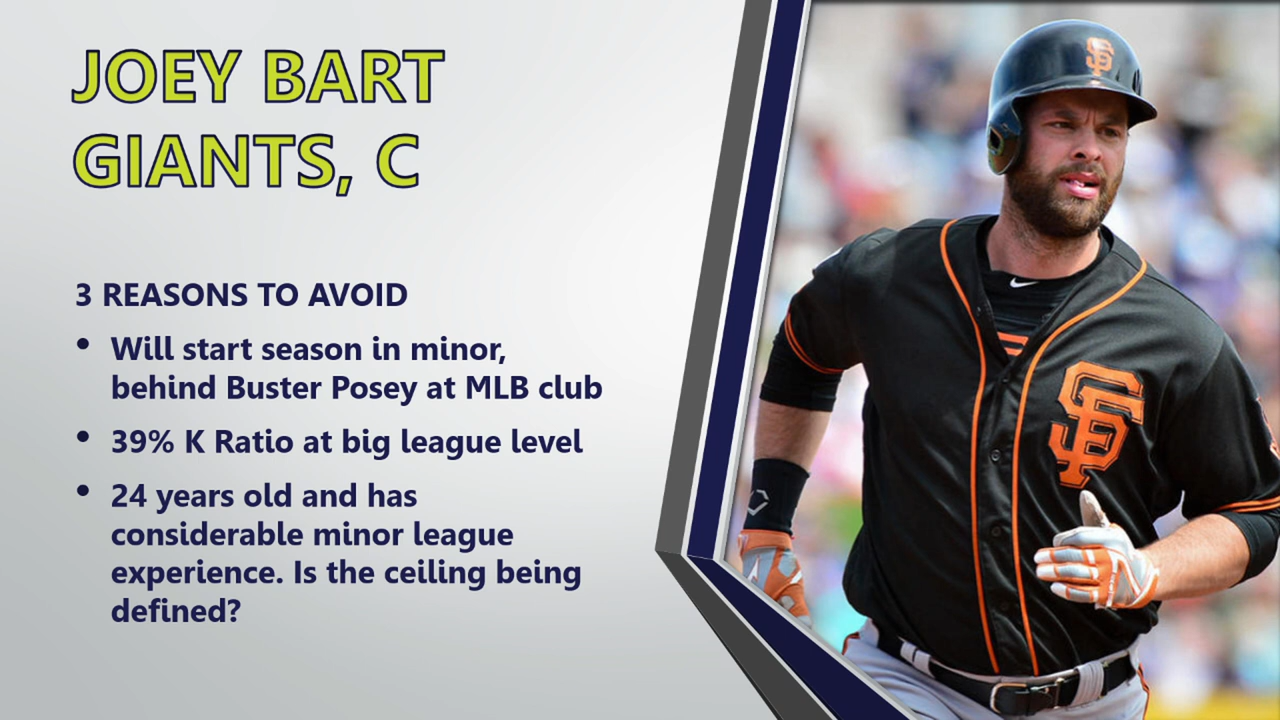 JOEY BART
GIANTS, C
3 REASONS TO AVOID
• Will start season in minor,
behind Buster Posey at MLB club
• 39% K Ratio at big league level
• 24 years old and has
considerable minor league
experience. Is the ceiling being
defined?
SF
SF